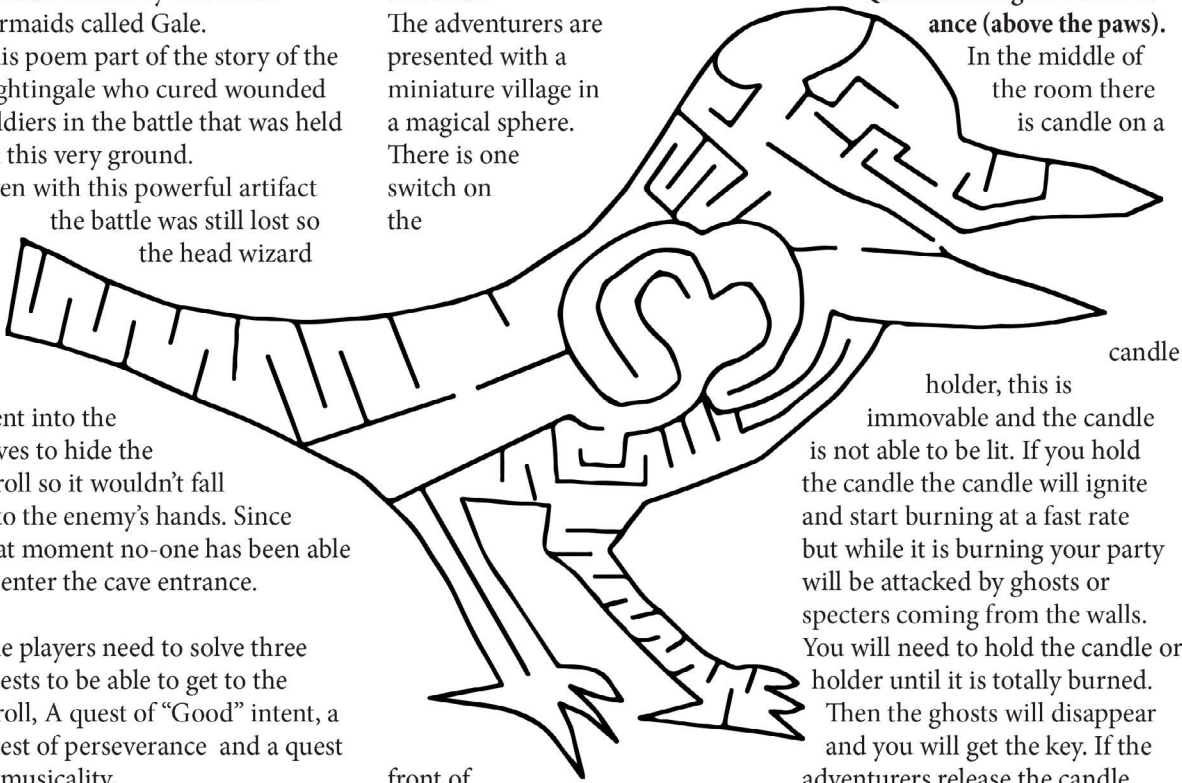 rmaids called Gale.
is poem part of the story of the
ghtingale who cured wounded
ldiers in the battle that was held
this very ground.
en with this powerful artifact
the battle was still lost so
the head wizard
ent into the
ves to hide the
roll so it wouldn't fall
to the enemy's hands. Since
at moment no-one has been able
enter the cave entrance.
e players need to solve three
ests to be able to get to the
roll, A quest of “Good” intent, a
est of perseverance and a quest
musicality.
The adventurers are
presented with a
miniature village in
a magical sphere.
There is one
switch on
the
front of
ance (above the paws).
In the middle of
the room there
is candle on a
candle
holder, this is
immovable and the candle
is not able to be lit. If you hold
the candle the candle will ignite
and start burning at a fast rate
but while it is burning your party
will be attacked by ghosts or
specters coming from the walls.
You will need to hold the candle or
holder until it is totally burned.
Then the ghosts will disappear
and you will get the key. If the
adventurers release the candle